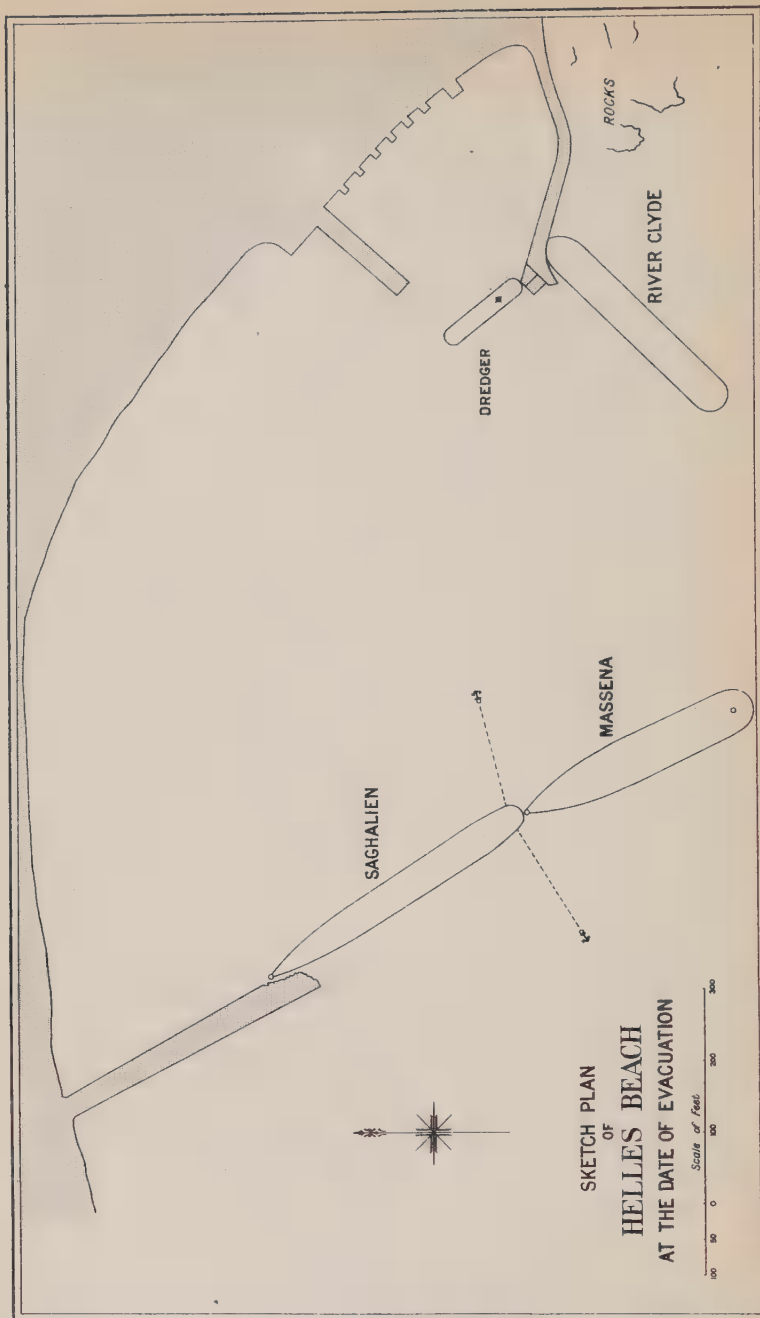 ROCKS
RIVER CLYDE
DREDGER
MASSENA
SAGHALIEN
SKETCH PLAN
OF
HELLES BEACH
AT THE DATE OF EVACUATION
Scale of Feet
100 50 0 100 200 300